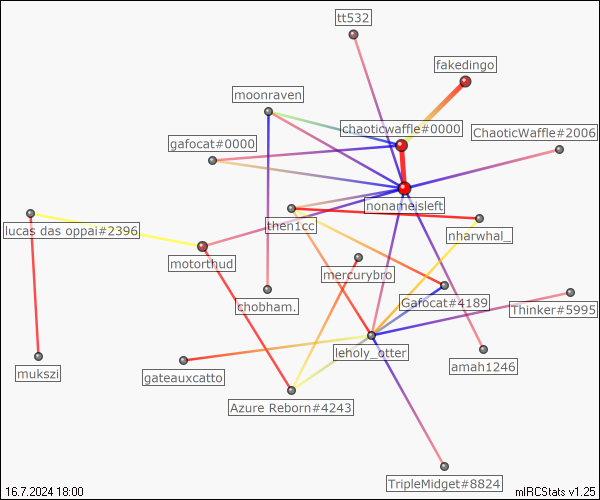 tt532
fakedingo
moonraven
chaoticwaffle#0000
ChaoticWaffle#2006
gafocat#0000
nonameisleft
then1cc
nharwhal_
lucas das oppai#2396
motorthud
mercurybro
chobham.
Gafocat#4189
Thinker#5995
leholy_otter
amah1246
mukszi
gateauxcatto
Azure Reborn#4243
TripleMidget#8824
16.7.2024 18:00
mIRCStats v1.25